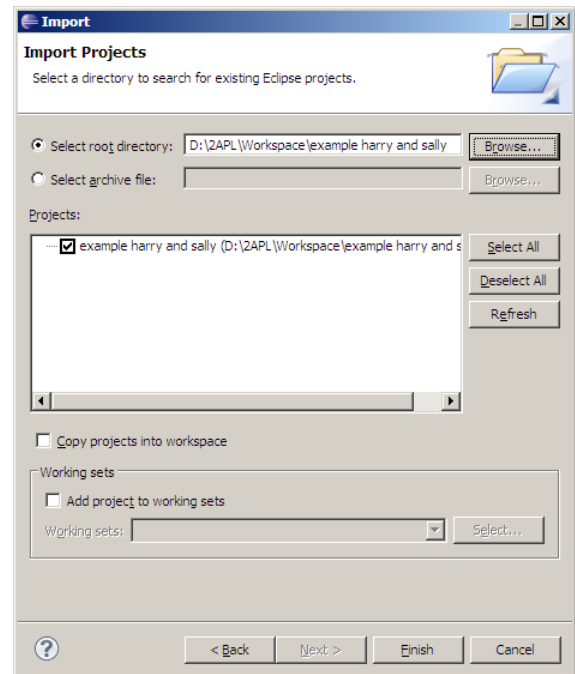 Import
Import Projects
Select a directory to search for existing Eclipse projects.
Select root directory: D:\2APL\Workspace\example harry and sally Browse...
Select archive file: Browse...
Projects:
example harry and sally (D:\2APL\Workspace\example harry and s Select All
Deselect All
Refresh
Copy projects into workspace
Working sets
Add project to working sets
Working sets: Select...
? < Back Next > Finish Cancel